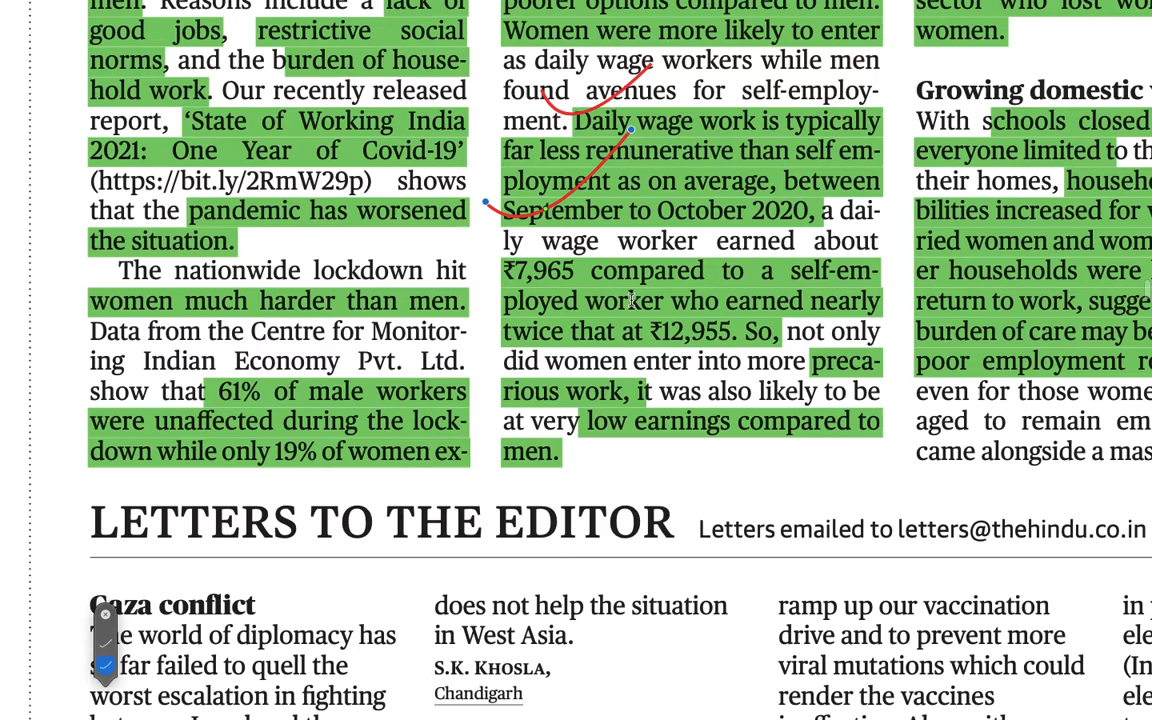 men. Reasons include a lack of
good jobs, restrictive social
norms, and the burden of house-
hold work. Our recently released
report, ‘State of Working India
2021: One Year of Covid-19’
(https://bit.ly/2RmW29p) shows
that the pandemic has worsened
the situation.
The nationwide lockdown hit
women much harder than men.
Data from the Centre for Monitor-
ing Indian Economy Pvt. Ltd.
show that 61% of male workers
were unaffected during the lock-
down while only 19% of women ex-
poorer options compared to men.
Women were more likely to enter
as daily wage workers while men
found avenues for self-employ-
ment. Daily wage work is typically
far less remunerative than self em-
ployment as on average, between
September to October 2020, a dai-
ly wage worker earned about
₹7,965 compared to a self-em-
ployed worker who earned nearly
twice that at ₹12,955. So, not only
did women enter into more preca-
rious work, it was also likely to be
at very low earnings compared to
men.
sector who lost
women.
Growing domestic
With schools closed
everyone limited to
their homes,
bilities increased for
ried women and
er households were
return to work,
burden of care may
poor employment
even for those
aged to remain
came alongside a
LETTERS TO THE EDITOR Letters emailed to letters@thehindu.co.in
Gaza conflict
The world of diplomacy has
so far failed to quell the
worst escalation in fighting
does not help the situation
in West Asia.
S.K. KHOSLA,
Chandigarh
ramp up our vaccination
drive and to prevent more
viral mutations which could
render the vaccines
in
(In